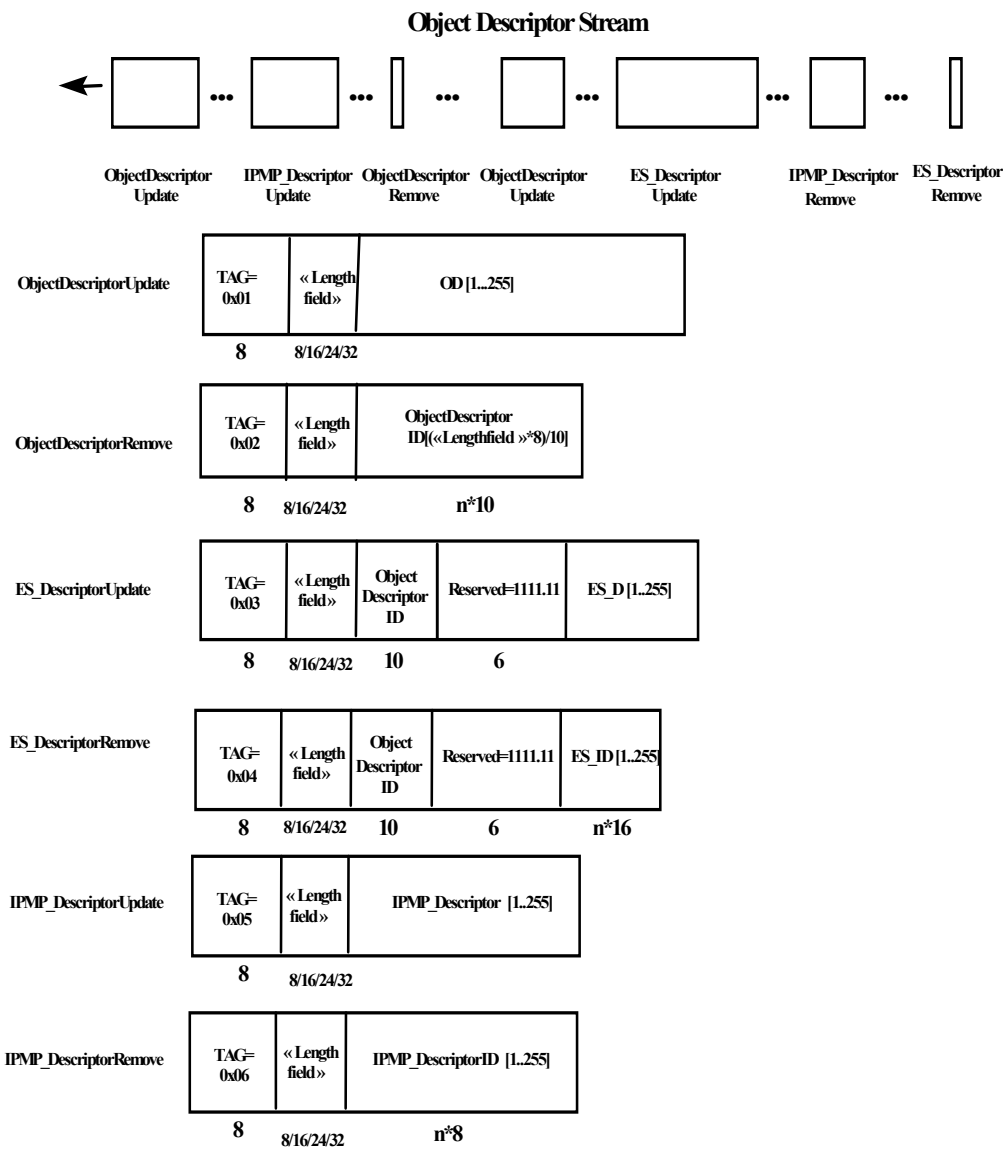 Object Descriptor Stream
... ... ... ... ... ...
ObjectDescriptor IPMP_Descriptor ObjectDescriptor ObjectDescriptor ES_Descriptor IPMP_Descriptor ES_Descriptor
Update Update Remove Update Update Remove Remove
ObjectDescriptorUpdate
TAG=
0x01
« Length
field»
OD [1...255]
8 8/16/24/32
ObjectDescriptorRemove
TAG=
0x02
« Length
field»
ObjectDescriptor
ID[(«Lengthfield »*8)/10]
8 8/16/24/32 n*10
ES_DescriptorUpdate
TAG=
0x03
« Length
field»
Object
Descriptor
ID
Reserved=1111.11
ES_D [1..255]
8 8/16/24/32 10 6
ES_DescriptorRemove
TAG=
0x04
« Length
field»
Object
Descriptor
ID
Reserved=1111.11
ES_ID [1..255]
8 8/16/24/32 10 6 n*16
IPMP_DescriptorUpdate
TAG=
0x05
« Length
field»
IPMP_Descriptor [1..255]
8 8/16/24/32
IPMP_DescriptorRemove
TAG=
0x06
« Length
field»
IPMP_DescriptorID [1..255]
8 8/16/24/32 n*8